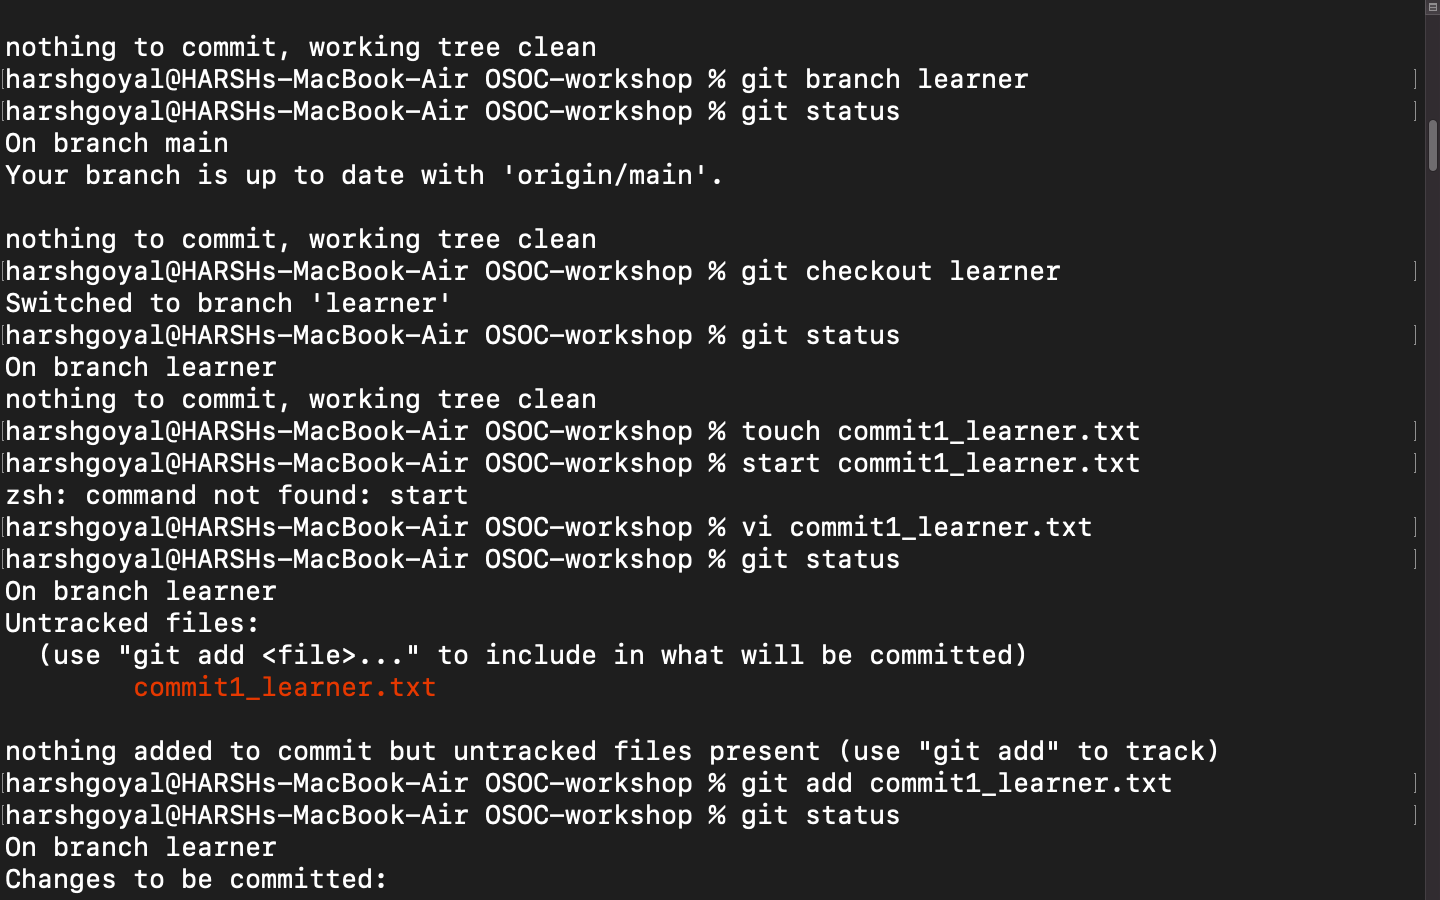 nothing to commit, working tree clean
[harshgoyal@HARSHs-MacBook-Air OSOC-workshop % git branch learner ]
[harshgoyal@HARSHs-MacBook-Air OSOC-workshop % git status ]
On branch main
Your branch is up to date with 'origin/main'.
nothing to commit, working tree clean
[harshgoyal@HARSHs-MacBook-Air OSOC-workshop % git checkout learner ]
Switched to branch 'learner'
[harshgoyal@HARSHs-MacBook-Air OSOC-workshop % git status ]
On branch learner
nothing to commit, working tree clean
[harshgoyal@HARSHs-MacBook-Air OSOC-workshop % touch commit1_learner.txt ]
[harshgoyal@HARSHs-MacBook-Air OSOC-workshop % start commit1_learner.txt ]
zsh: command not found: start
[harshgoyal@HARSHs-MacBook-Air OSOC-workshop % vi commit1_learner.txt ]
[harshgoyal@HARSHs-MacBook-Air OSOC-workshop % git status ]
On branch learner
Untracked files:
  (use "git add <file>..." to include in what will be committed)
        commit1_learner.txt
nothing added to commit but untracked files present (use "git add" to track)
[harshgoyal@HARSHs-MacBook-Air OSOC-workshop % git add commit1_learner.txt ]
[harshgoyal@HARSHs-MacBook-Air OSOC-workshop % git status ]
On branch learner
Changes to be committed: